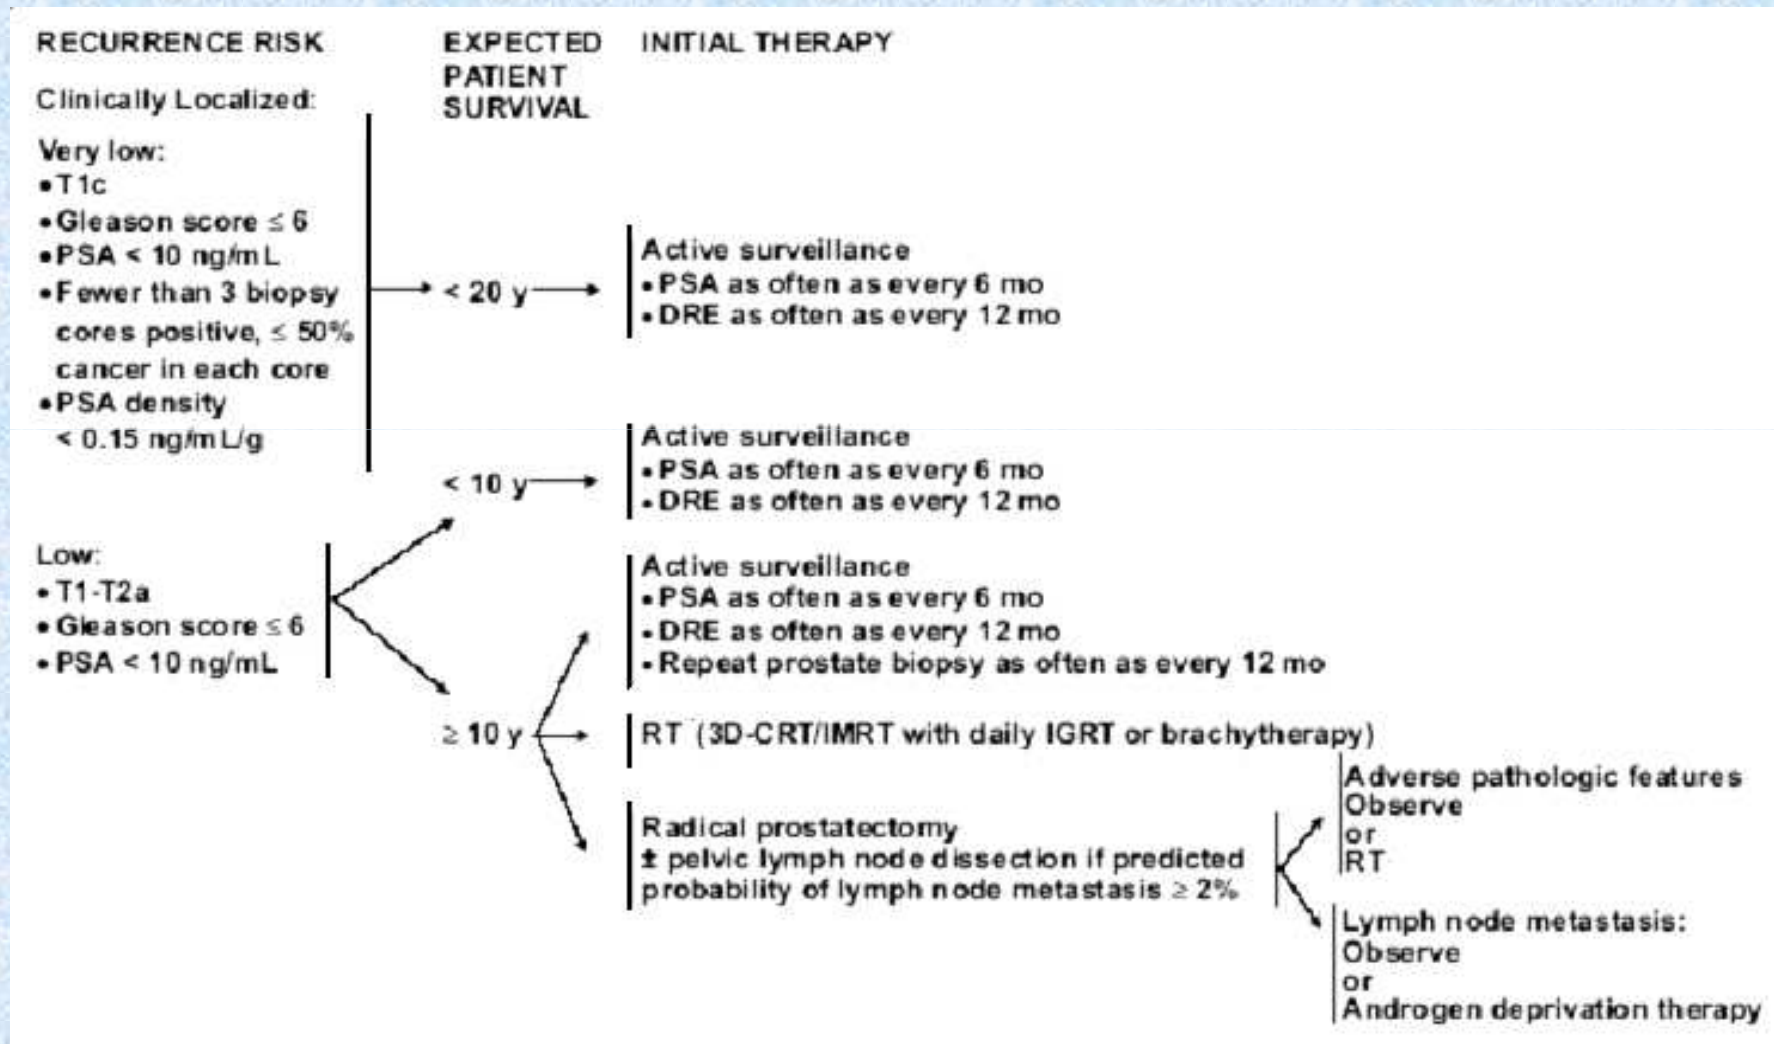 RECURRENCE RISK
Clinically Localized:
Very low:
•T1c
•Gleason score ≤ 6
•PSA < 10 ng/mL
•Fewer than 3 biopsy
cores positive, ≤ 50%
cancer in each core
•PSA density
< 0.15 ng/mL/g
Low:
• T1-T2a
• Gleason score ≤ 6
• PSA < 10 ng/mL
EXPECTED
PATIENT
SURVIVAL
< 20 y
< 10 y
≥ 10 y
INITIAL THERAPY
Active surveillance
•PSA as often as every 6 mo
•DRE as often as every 12 mo
Active surveillance
•PSA as often as every 6 mo
•DRE as often as every 12 mo
Active surveillance
•PSA as often as every 6 mo
•DRE as often as every 12 mo
•Repeat prostate biopsy as often as every 12 mo
RT (3D-CRT/IMRT with daily IGRT or brachytherapy)
Radical prostatectomy
± pelvic lymph node dissection if predicted
probability of lymph node metastasis ≥ 2%
Adverse pathologic features
Observe
or
RT
Lymph node metastasis:
Observe
or
Androgen deprivation therapy